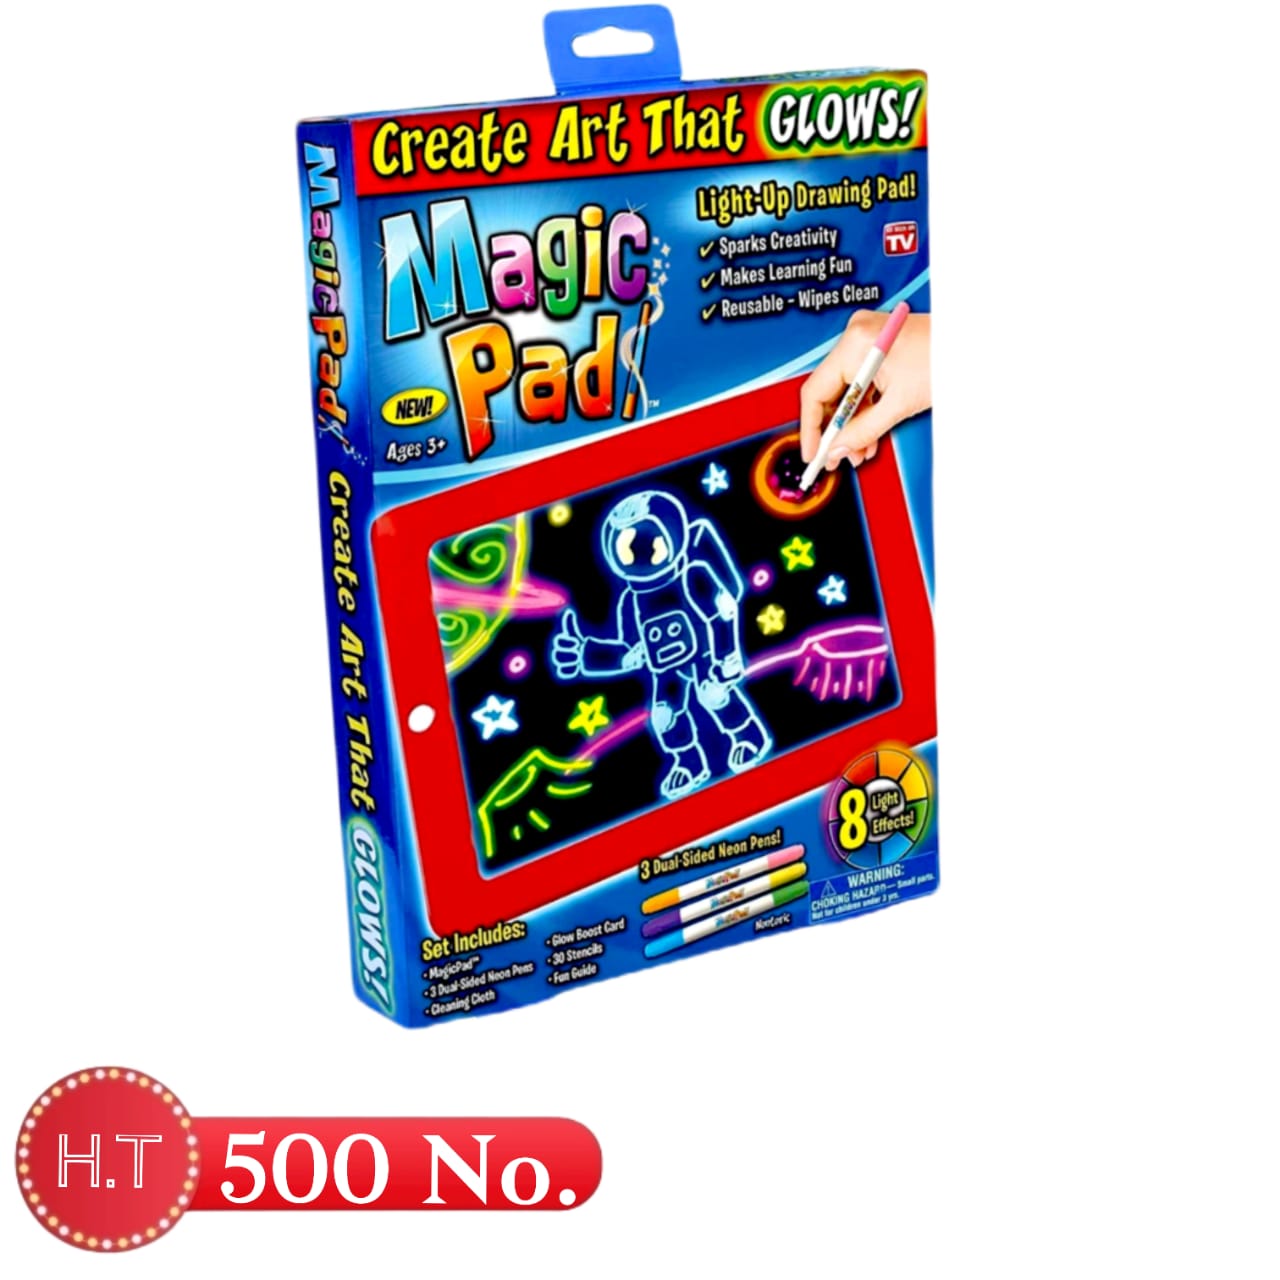 Create Art That GLOWS!
Magic
Pad
TM
NEW!
Ages 3+
Light-Up Drawing Pad!
✓ Sparks Creativity
✓ Makes Learning Fun
✓ Reusable - Wipes Clean
TV
MagicPad Create Art That GLOWS!
8 Light
Effects!
3 Dual-Sided Neon Pens!
Nontoxic
WARNING:
CHOKING HAZARD— Small parts.
Not for children under 3 yrs.
Set Includes:
• MagicPad™
• 3 Dual-Sided Neon Pens
• Cleaning Cloth
• Glow Boost Card
• 30 Stencils
• Fun Guide
H.T
500 No.